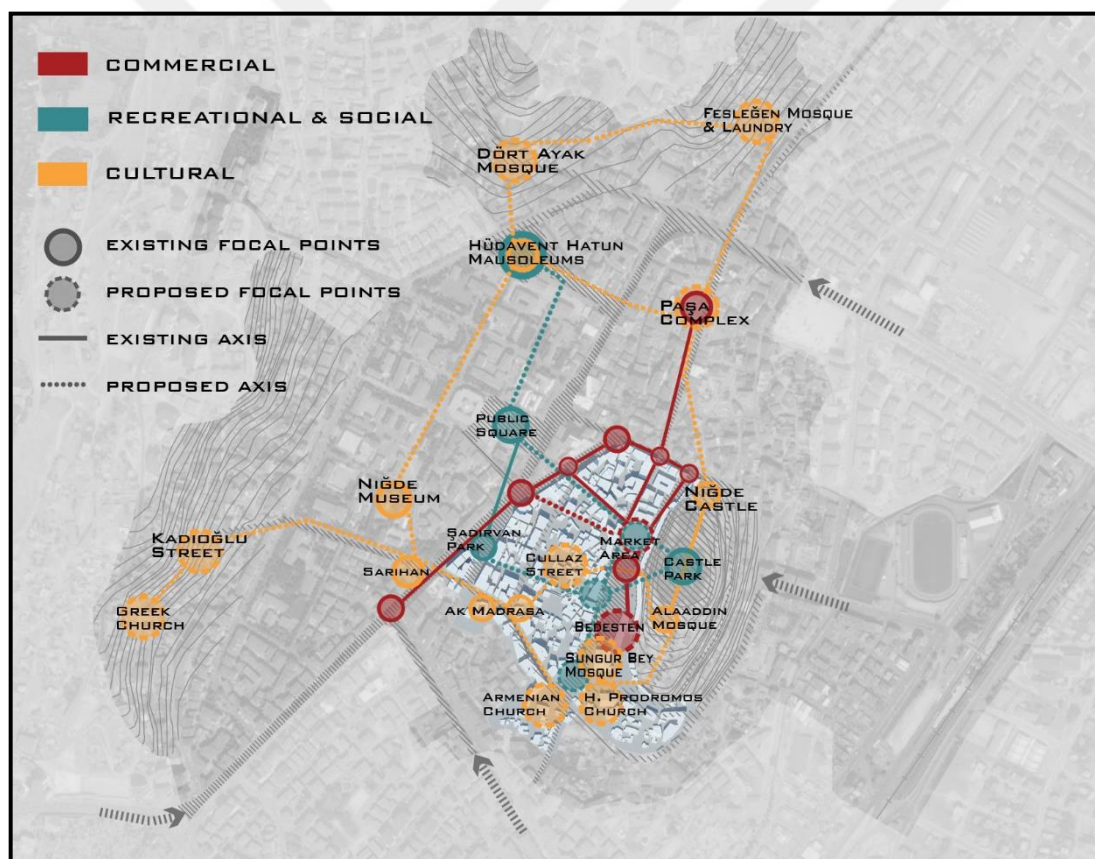 COMMERCIAL
RECREATIONAL & SOCIAL
CULTURAL
EXISTING FOCAL POINTS
PROPOSED FOCAL POINTS
EXISTING AXIS
PROPOSED AXIS
FESLEĞEN MOSQUE
& LAUNDRY
DÖRT AYAK
MOSQUE
HÜDAVENT HATUN
MAUSOLEUMS
PAŞA
COMPLEX
PUBLIC
SQUARE
NIĞDE
MUSEUM
NIĞDE
CASTLE
KADIOĞLU
STREET
ŞADIRVAN
PARK
MARKET
AREA
CULLAZ
STREET
CASTLE
PARK
SARIHAN
GREEK
CHURCH
AK MADRASA
ALAADDIN
MOSQUE
BEDESTEN
SUNGUR BEY
MOSQUE
ARMENIAN
CHURCH
H. PRODROMOS
CHURCH